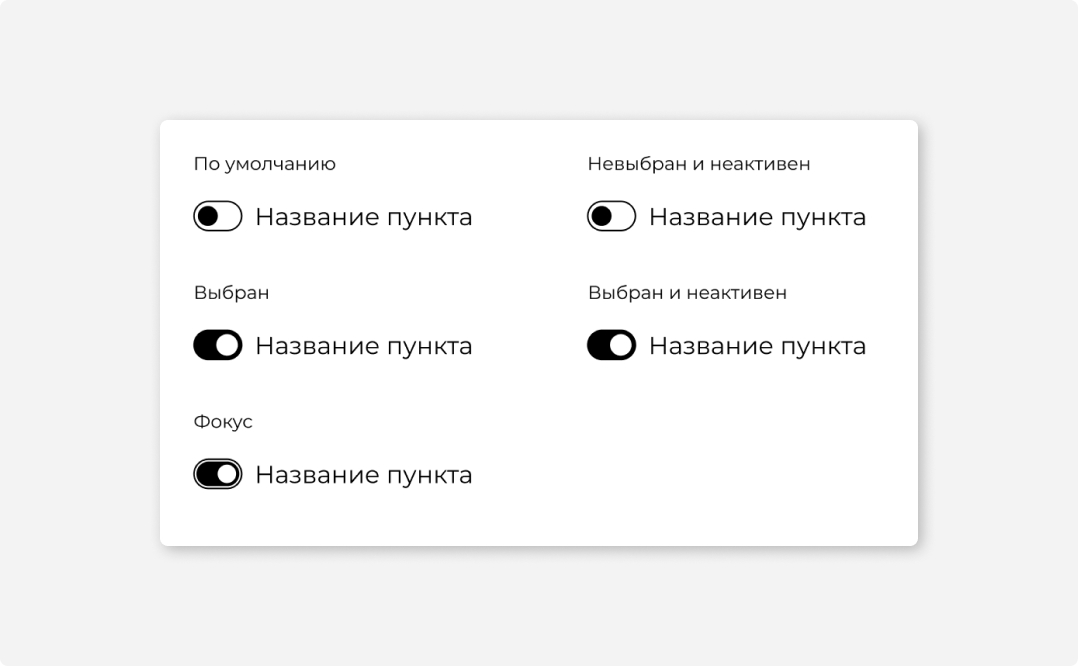 По умолчанию
Название пункта
Выбран
Название пункта
Фокус
Название пункта
Невыбран и неактивен
Название пункта
Выбран и неактивен
Название пункта